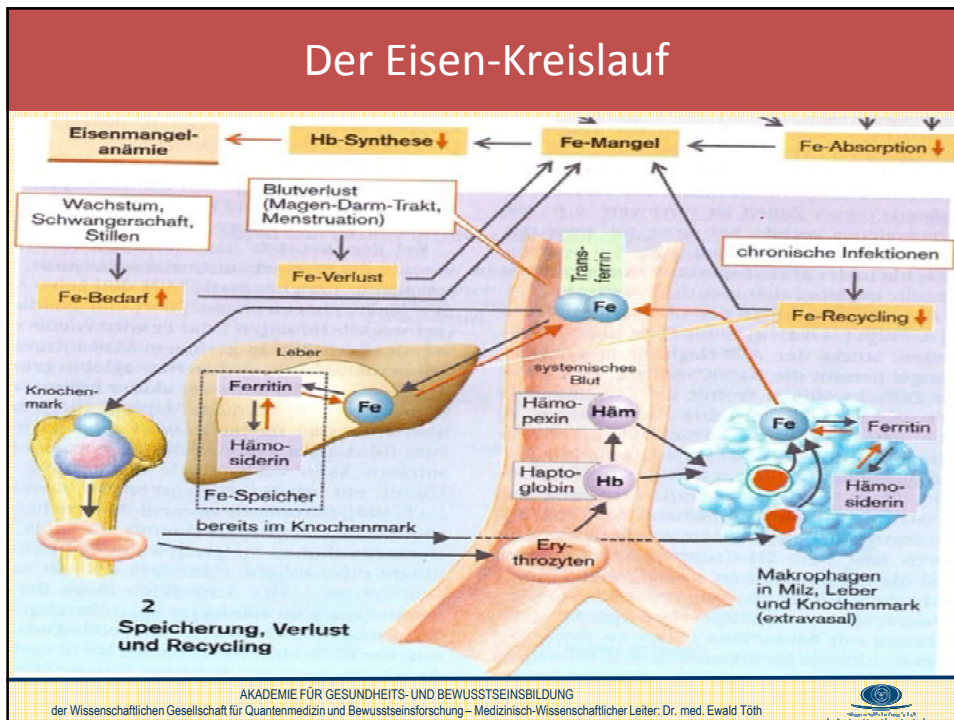 Der Eisen-Kreislauf
Eisenmangel-
anämie
Hb-Synthese
Fe-Mangel
Fe-Absorption
Wachstum,
Schwangerschaft,
Stillen
Blutverlust
(Magen-Darm-Trakt,
Menstruation)
chronische Infektionen
Fe-Bedarf
Fe-Verlust
Trans-
ferrin
Fe
Fe-Recycling
Leber
systemisches
Blut
Knochen-
mark
Ferritin
Fe
Hämo-
siderin
Fe-Speicher
Hämo-
pexin
Häm
Hapto-
globin
Hb
Fe
Ferritin
Hämo-
siderin
bereits im Knochenmark
Ery-
throzyten
Makrophagen
in Milz, Leber
und Knochenmark
(extravasal)
2
Speicherung, Verlust
und Recycling
AKADEMIE FÜR GESUNDHEITS- UND BEWUSSTSEINSBILDUNG
der Wissenschaftlichen Gesellschaft für Quantenmedizin und Bewusstseinsforschung – Medizinisch-Wissenschaftlicher Leiter: Dr. med. Ewald Töth